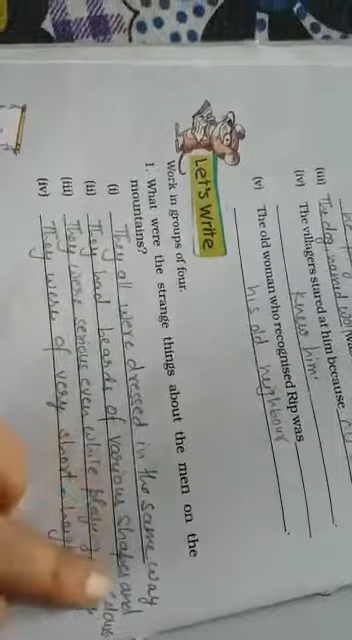 (iii) The dog named Wolf
(iv) The villagers stared at him because
knew him.
(v) The old woman who recognised Rip was
his old neighbour
Let's Write
Work in groups of four.
1. What were the strange things about the men on the
mountains?
(i) They all were dressed in the same way
(ii) They had beards of various shapes and
(iii) They were serious even while
(iv) They were of very short